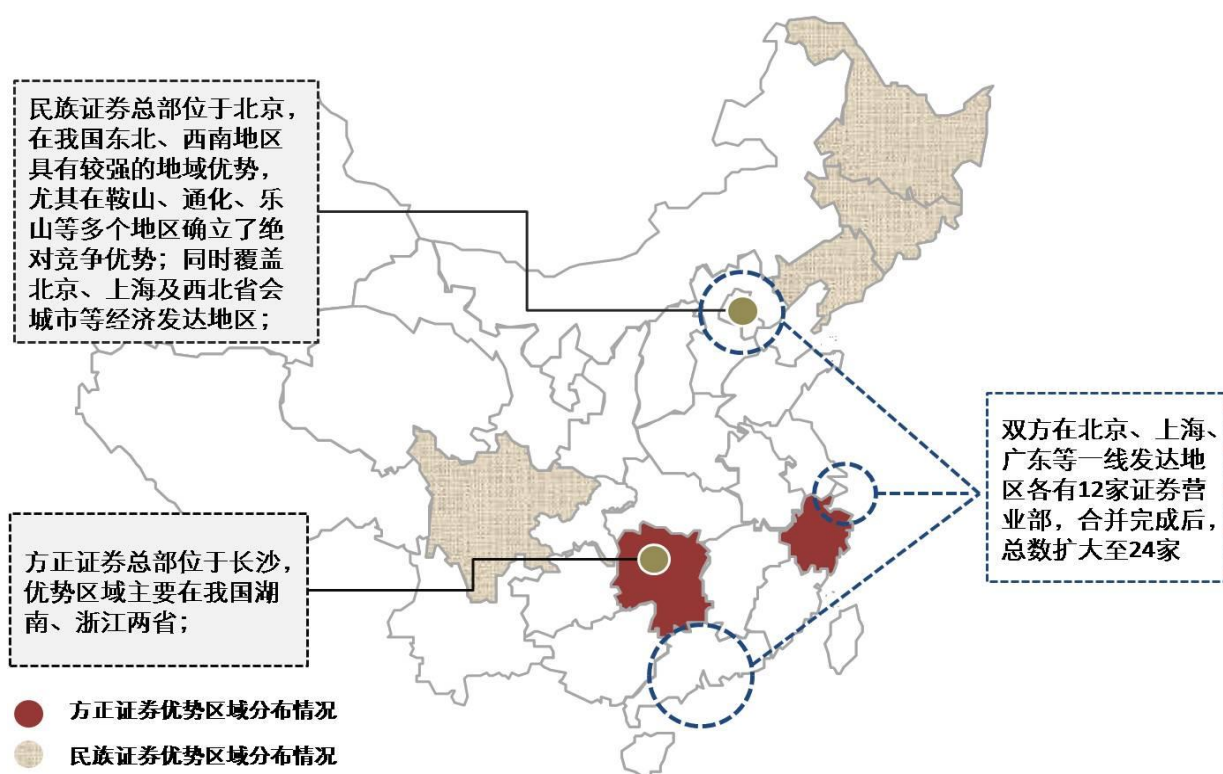 民族证券总部位于北京，
在我国东北、西南地区
具有较强的地域优势，
尤其在鞍山、通化、乐
山等多个地区确立了绝
对竞争优势；同时覆盖
北京、上海及西北省会
城市等经济发达地区；
双方在北京、上海、
广东等一线发达地
区各有12家证券营
业部，合并完成后，
总数扩大至24家
方正证券总部位于长沙，
优势区域主要在我国湖
南、浙江两省；
方正证券优势区域分布情况
民族证券优势区域分布情况